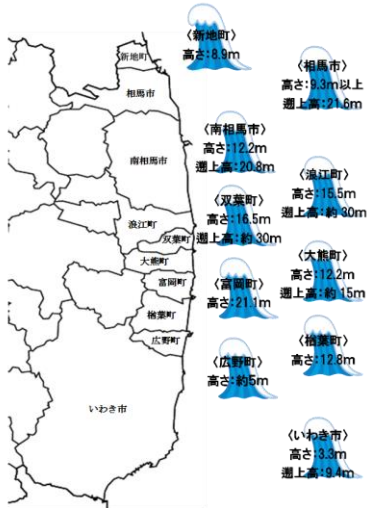 新地町
相馬市
南相馬市
浪江町
双葉町
大熊町
富岡町
楢葉町
広野町
いわき市
〈新地町〉
高さ:8.9m
〈相馬市〉
高さ:9.3m以上
遡上高:21.6m
〈南相馬市〉
高さ:12.2m
遡上高:20.8m
〈浪江町〉
高さ:15.5m
遡上高:約30m
〈双葉町〉
高さ:16.5m
遡上高:約30m
〈大熊町〉
高さ:12.2m
遡上高:約15m
〈富岡町〉
高さ:21.1m
〈楢葉町〉
高さ:12.8m
〈広野町〉
高さ:約5m
〈いわき市〉
高さ:3.3m
遡上高:9.4m